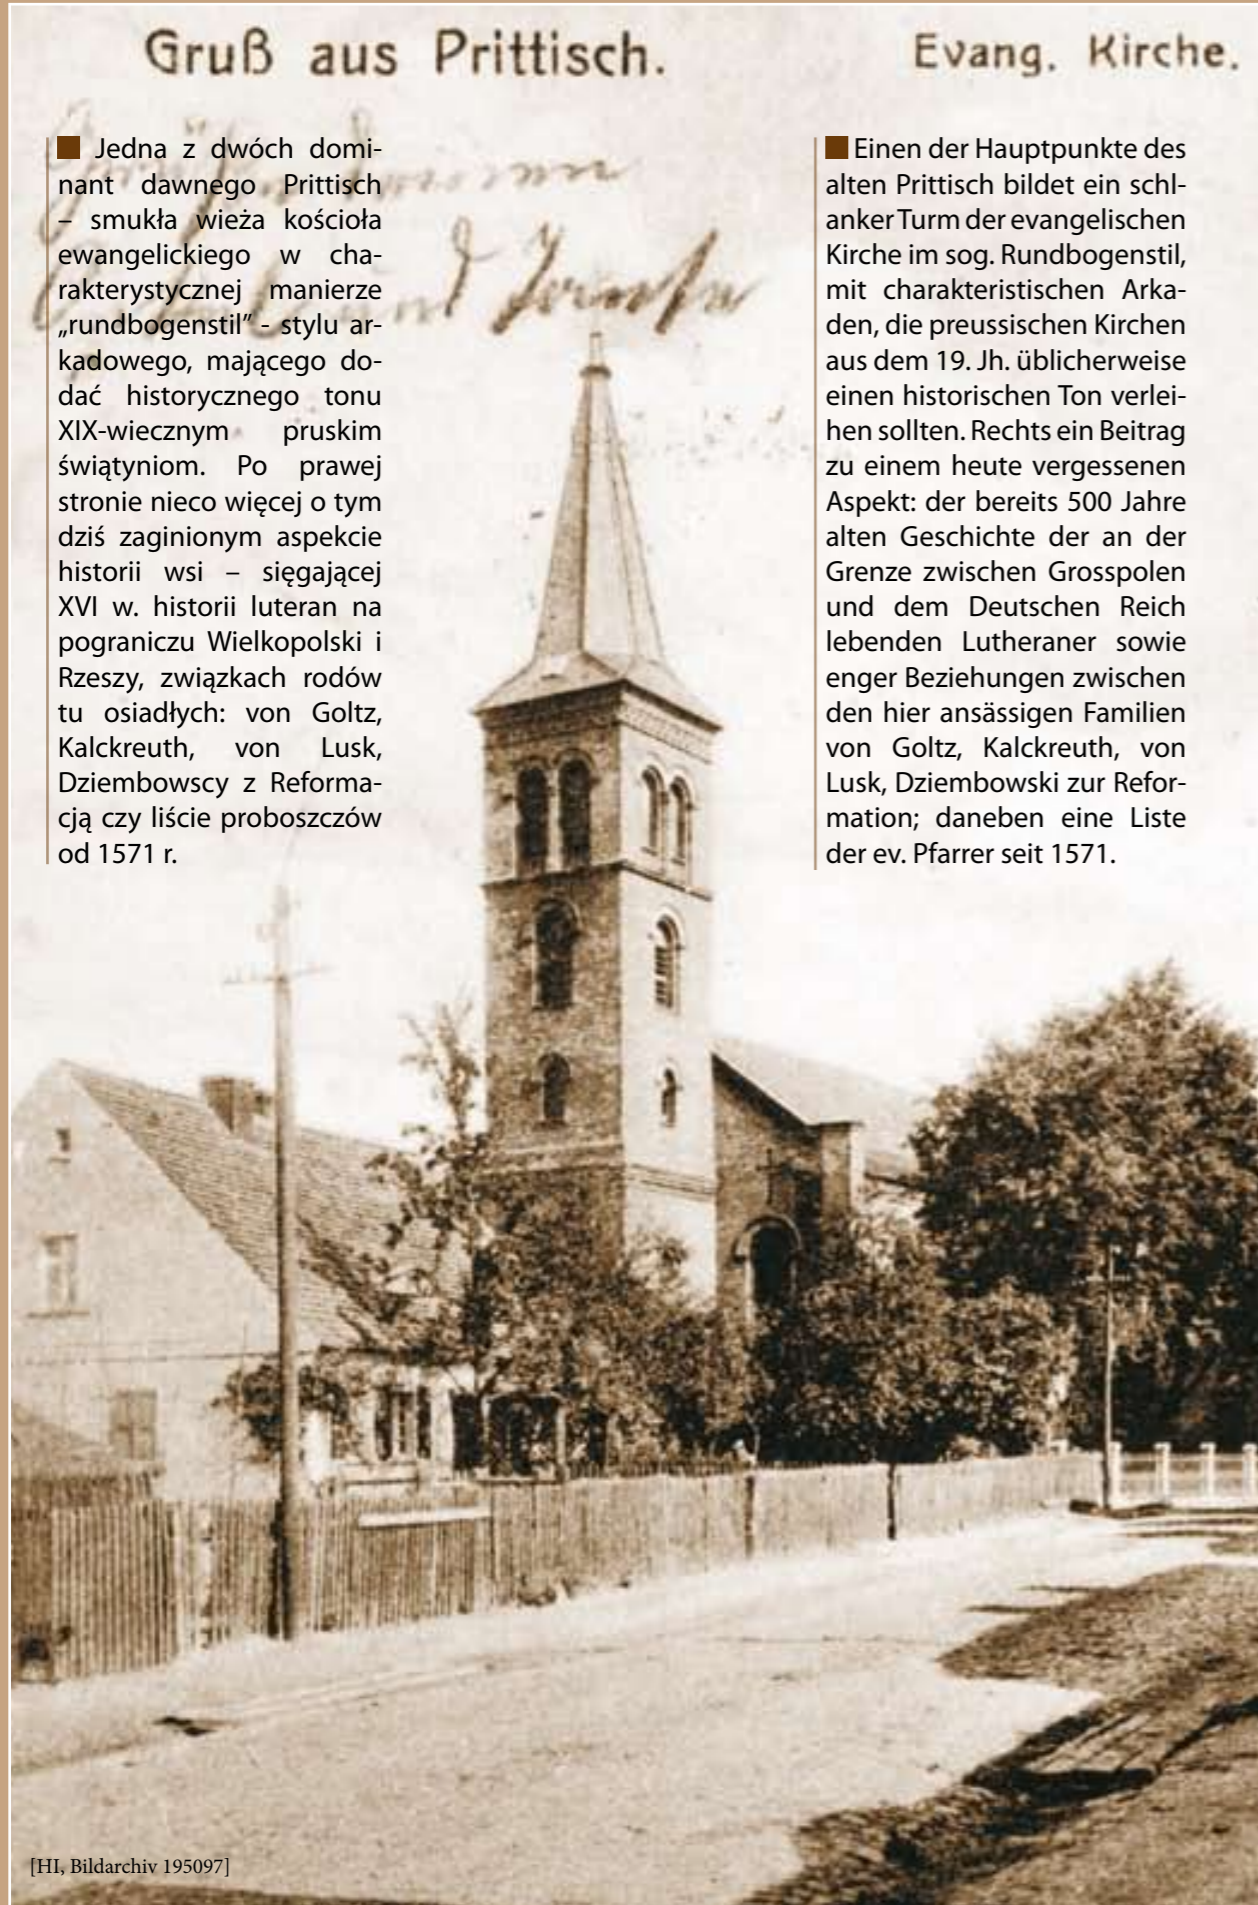 Gruß aus Prittisch.
Evang. Kirche.
Jedna z dwóch domi-
nant dawnego Prittisch
– smukła wieża kościoła
ewangelickiego w cha-
rakterystycznej manierze
„rundbogenstil” - stylu ar-
kadowego, mającego do-
dać historycznego tonu
XIX-wiecznym pruskim
świątyniom. Po prawej
stronie nieco więcej o tym
dziś zaginionym aspekcie
historii wsi – sięgającej
XVI w. historii luteran na
pograniczu Wielkopolski i
Rzeszy, związkach rodów
tu osiadłych: von Goltz,
Kalckreuth, von Lusk,
Dziembowscy z Reforma-
cją czy liście proboszczów
od 1571 r.
Einen der Hauptpunkte des
alten Prittisch bildet ein schl-
anker Turm der evangelischen
Kirche im sog. Rundbogenstil,
mit charakteristischen Arka-
den, die preussischen Kirchen
aus dem 19. Jh. üblicherweise
einen historischen Ton verlei-
hen sollten. Rechts ein Beitrag
zu einem heute vergessenen
Aspekt: der bereits 500 Jahre
alten Geschichte der an der
Grenze zwischen Grosspolen
und dem Deutschen Reich
lebenden Lutheraner sowie
enger Beziehungen zwischen
den hier ansässigen Familien
von Goltz, Kalckreuth, von
Lusk, Dziembowski zur Refor-
mation; daneben eine Liste
der ev. Pfarrer seit 1571.
[HI, Bildarchiv 195097]